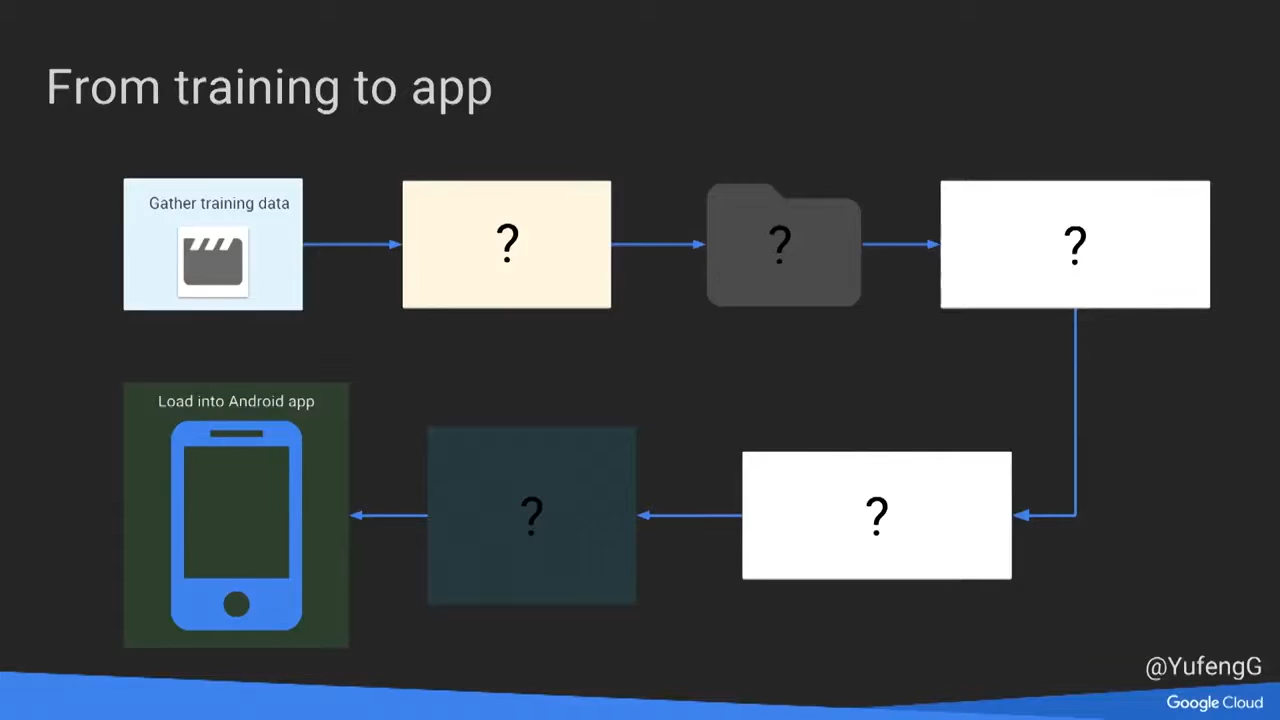 From training to app
Gather training data
?
?
?
Load into Android app
?
?
@YufengG
Google Cloud